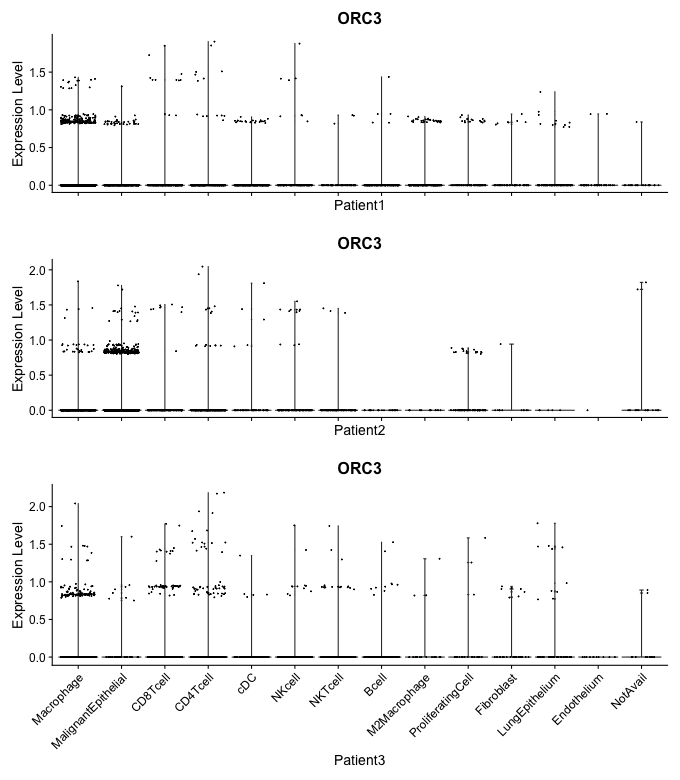 ORC3
Expression Level
1.5
1.0
0.5
0.0
Patient1
ORC3
Expression Level
2.0
1.5
1.0
0.5
0.0
Patient2
ORC3
Expression Level
2.0
1.5
1.0
0.5
0.0
Macrophage
MalignantEpithelial
CD8Tcell
CD4Tcell
cDC
NKcell
NKTcell
Bcell
M2Macrophage
ProliferatingCell
Fibroblast
LungEpithelium
Endothelium
NotAvail
Patient3